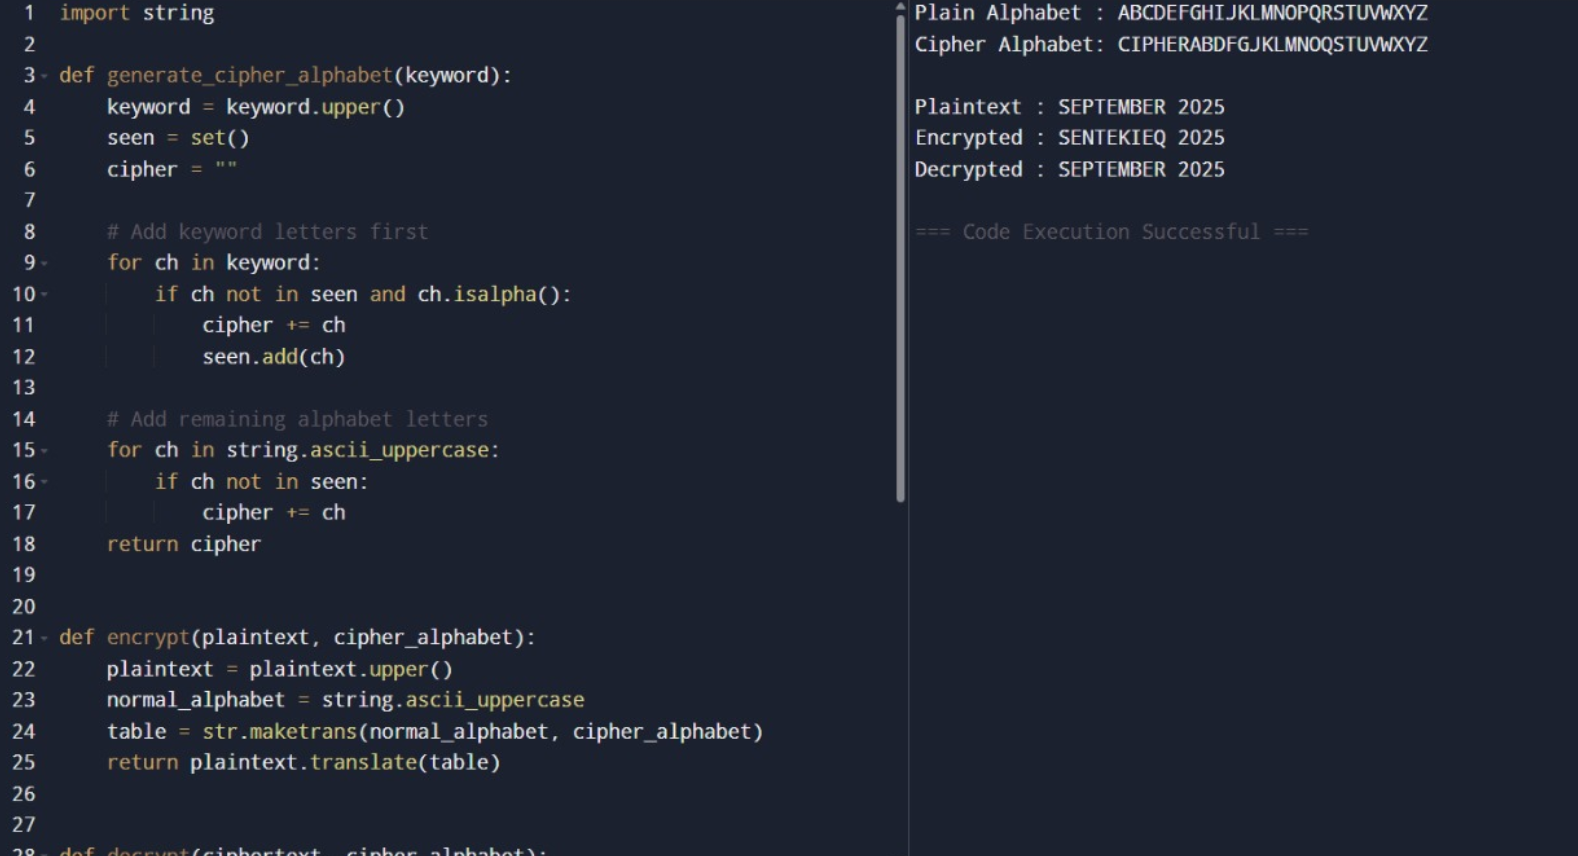 1 import string
2
3 def generate_cipher_alphabet(keyword):
4     keyword = keyword.upper()
5     seen = set()
6     cipher = ""
7
8     # Add keyword letters first
9     for ch in keyword:
10         if ch not in seen and ch.isalpha():
11             cipher += ch
12             seen.add(ch)
13
14     # Add remaining alphabet letters
15     for ch in string.ascii_uppercase:
16         if ch not in seen:
17             cipher += ch
18     return cipher
19
20
21 def encrypt(plaintext, cipher_alphabet):
22     plaintext = plaintext.upper()
23     normal_alphabet = string.ascii_uppercase
24     table = str.maketrans(normal_alphabet, cipher_alphabet)
25     return plaintext.translate(table)
26
27
28 def decrypt(ciphertext, cipher_alphabet):
Plain Alphabet : ABCDEFGHIJKLMNOPQRSTUVWXYZ
Cipher Alphabet: CIPHERABDFGJKLMNOQSTUVWXYZ
Plaintext : SEPTEMBER 2025
Encrypted : SENTEKIEQ 2025
Decrypted : SEPTEMBER 2025
=== Code Execution Successful ===